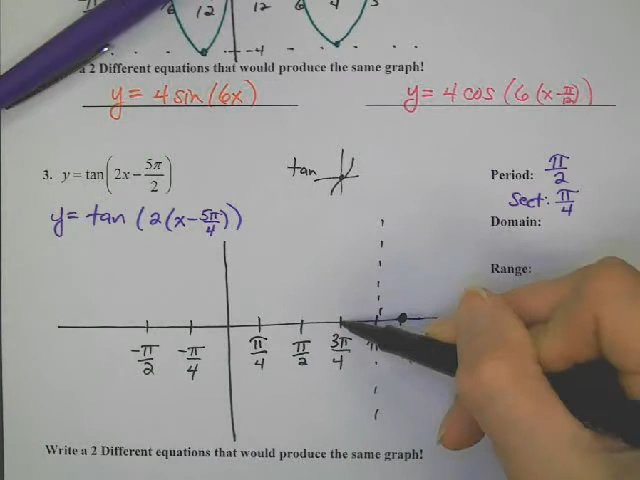 12 12 4
-4
a 2 Different equations that would produce the same graph!
y = 4 sin (6x) y = 4 cos (6(x - π/12))
3. y = tan(2x - 5π/2) tan Period: π/2
Sect: π/4
y = tan (2(x - 5π/4)) Domain:
Range:
-π/2 -π/4 π/4 π/2 3π/4
Write a 2 Different equations that would produce the same graph!